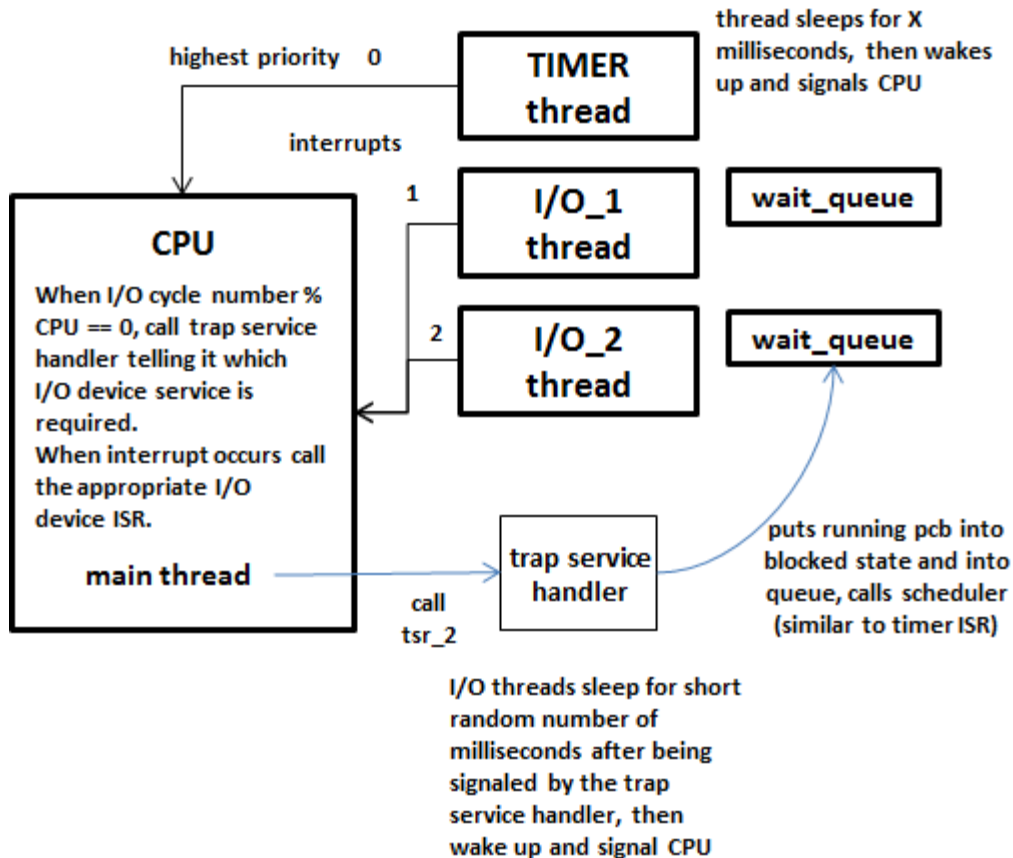 highest priority 0
TIMER
thread
thread sleeps for X
milliseconds, then wakes
up and signals CPU
interrupts
1
I/O_1
thread
wait_queue
2
I/O_2
thread
wait_queue
CPU
When I/O cycle number %
CPU == 0, call trap service
handler telling it which
I/O device service is
required.
When interrupt occurs call
the appropriate I/O
device ISR.
main thread
call
tsr_2
trap service
handler
puts running pcb into
blocked state and into
queue, calls scheduler
(similar to timer ISR)
I/O threads sleep for short
random number of
milliseconds after being
signaled by the trap
service handler, then
wake up and signal CPU